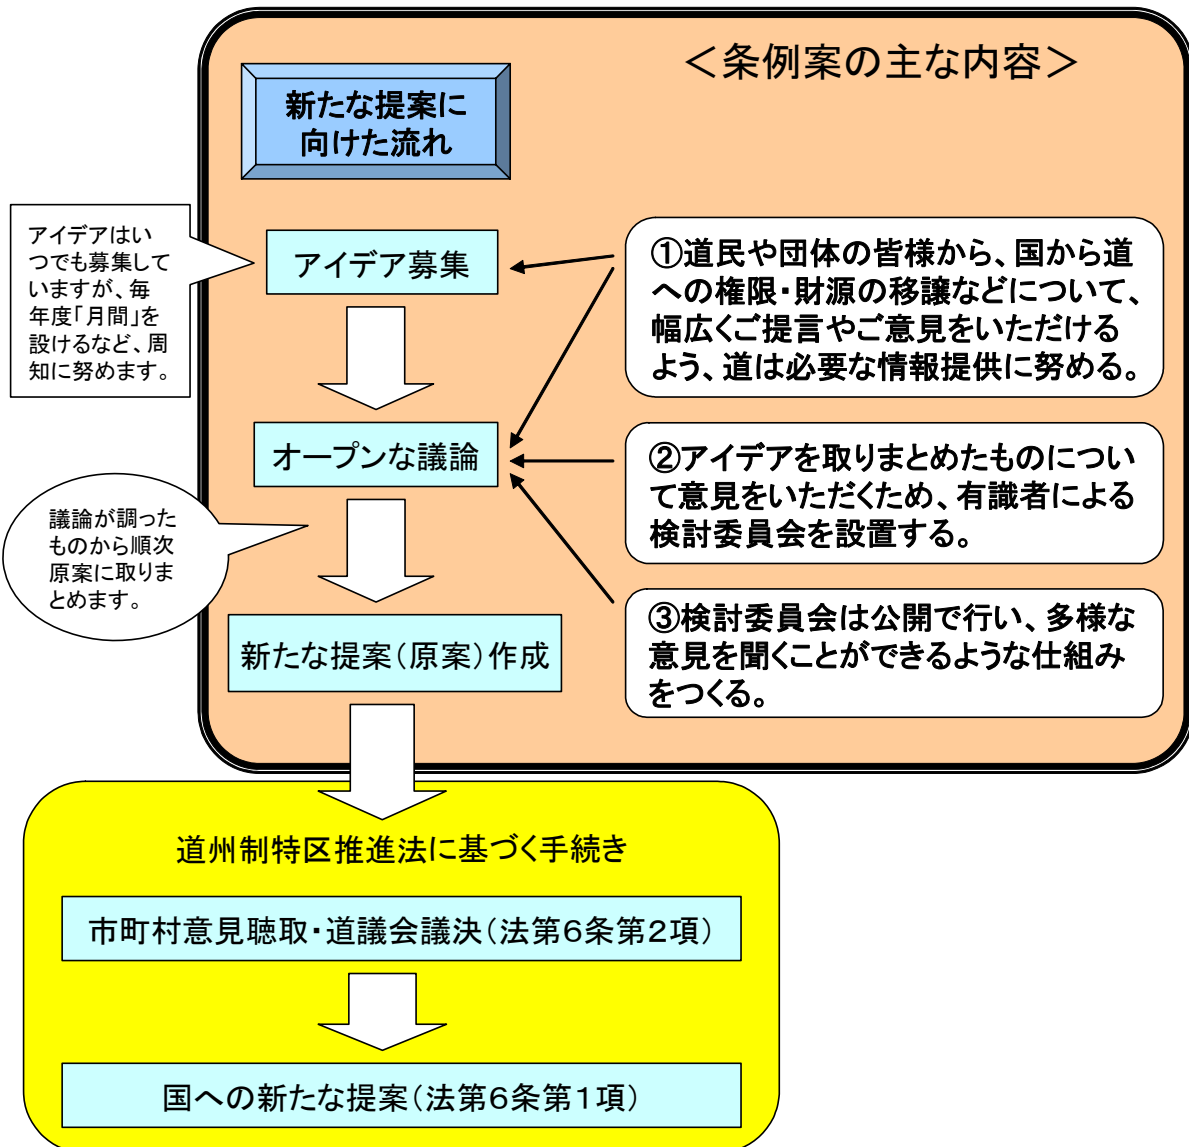 ＜条例案の主な内容＞
新たな提案に
向けた流れ
アイデアはい
つでも募集して
いますが、毎
年度「月間」を
設けるなど、周
知に努めます。
アイデア募集
①道民や団体の皆様から、国から道
への権限・財源の移譲などについて、
幅広くご提言やご意見をいただける
よう、道は必要な情報提供に努める。
オープンな議論
②アイデアを取りまとめたものについ
て意見をいただくため、有識者による
検討委員会を設置する。
議論が調った
ものから順次
原案に取りま
とめます。
新たな提案（原案）作成
③検討委員会は公開で行い、多様な
意見を聞くことができるような仕組み
をつくる。
道州制特区推進法に基づく手続き
市町村意見聴取・道議会議決（法第６条第２項）
国への新たな提案（法第６条第１項）